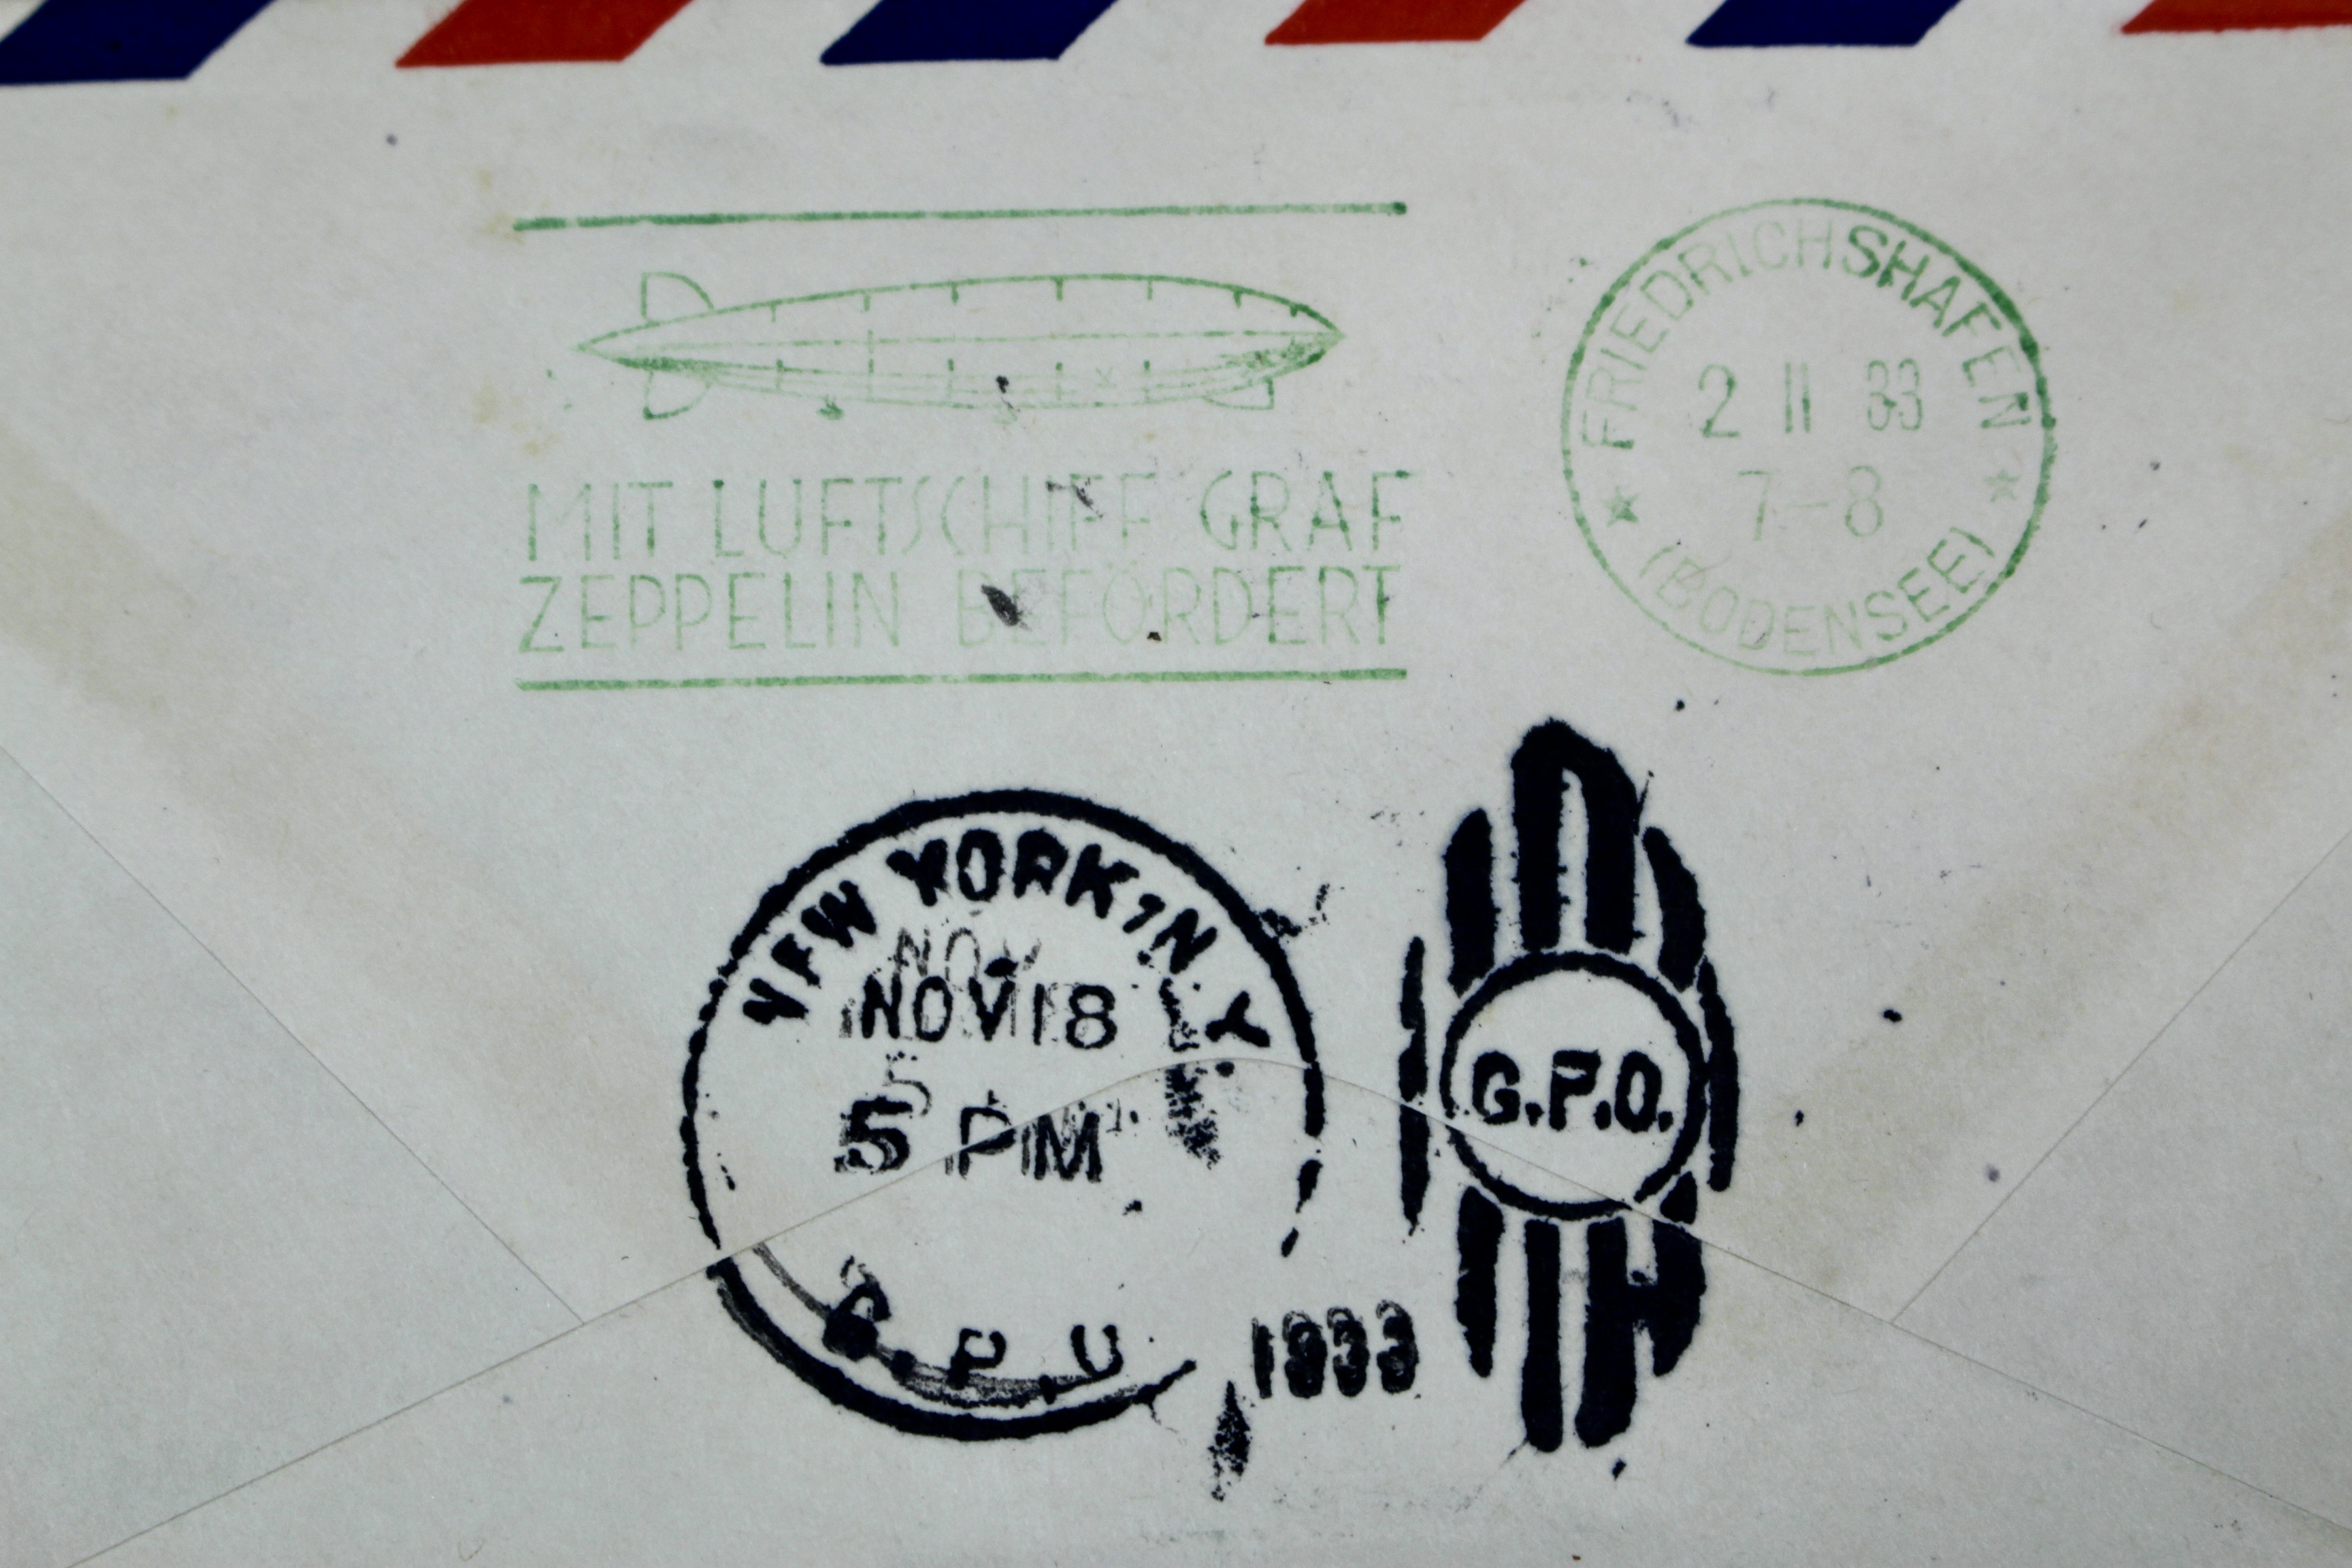 MIT LUFTSCHIFF GRAF
ZEPPELIN BEFÖRDERT
FRIEDRICHSHAFEN
2 11 33
7-8
(BODENSEE)
NEW YORK 1 N.Y.
NOV 18
5 PM
G.P.O.
1933
G.P.O.